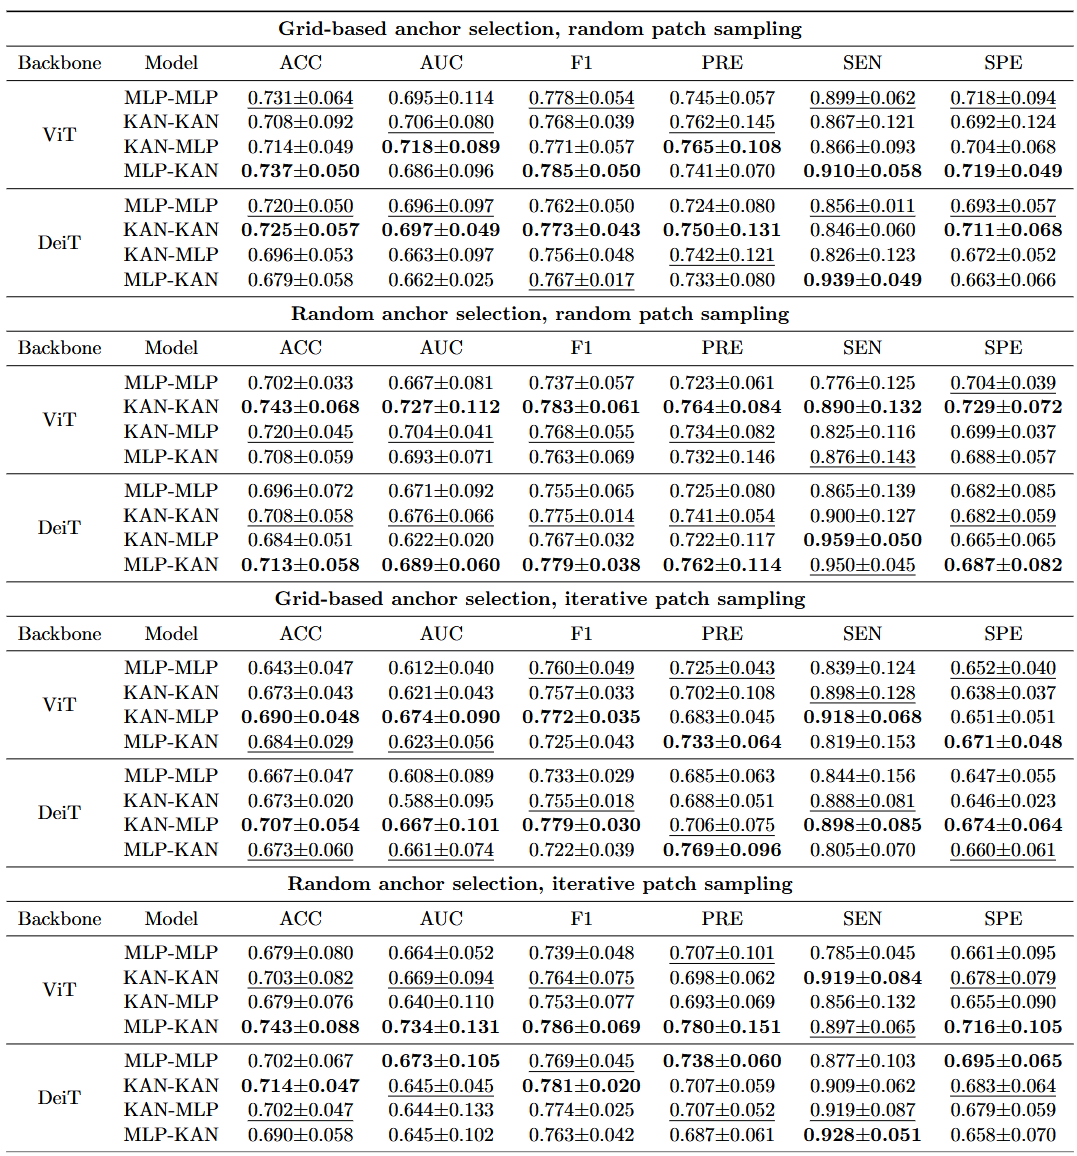 Grid-based anchor selection, random patch sampling
Backbone Model ACC AUC F1 PRE SEN SPE
MLP-MLP 0.731±0.064 0.695±0.114 0.778±0.054 0.745±0.057 0.899±0.062 0.718±0.094
KAN-KAN 0.708±0.092 0.706±0.080 0.768±0.039 0.762±0.145 0.867±0.121 0.692±0.124
ViT
KAN-MLP 0.714±0.049 0.718±0.089 0.771±0.057 0.765±0.108 0.866±0.093 0.704±0.068
MLP-KAN 0.737±0.050 0.686±0.096 0.785±0.050 0.741±0.070 0.910±0.058 0.719±0.049
MLP-MLP 0.720±0.050 0.696±0.097 0.762±0.050 0.724±0.080 0.856±0.011 0.693±0.057
KAN-KAN 0.725±0.057 0.697±0.049 0.773±0.043 0.750±0.131 0.846±0.060 0.711±0.068
DeiT
KAN-MLP 0.696±0.053 0.663±0.097 0.756±0.048 0.742±0.121 0.826±0.123 0.672±0.052
MLP-KAN 0.679±0.058 0.662±0.025 0.767±0.017 0.733±0.080 0.939±0.049 0.663±0.066
Random anchor selection, random patch sampling
Backbone Model ACC AUC F1 PRE SEN SPE
MLP-MLP 0.702±0.033 0.667±0.081 0.737±0.057 0.723±0.061 0.776±0.125 0.704±0.039
KAN-KAN 0.743±0.068 0.727±0.112 0.783±0.061 0.764±0.084 0.890±0.132 0.729±0.072
ViT
KAN-MLP 0.720±0.045 0.704±0.041 0.768±0.055 0.734±0.082 0.825±0.116 0.699±0.037
MLP-KAN 0.708±0.059 0.693±0.071 0.763±0.069 0.732±0.146 0.876±0.143 0.688±0.057
MLP-MLP 0.696±0.072 0.671±0.092 0.755±0.065 0.725±0.080 0.865±0.139 0.682±0.085
KAN-KAN 0.708±0.058 0.676±0.066 0.775±0.014 0.741±0.054 0.900±0.127 0.682±0.059
DeiT
KAN-MLP 0.684±0.051 0.622±0.020 0.767±0.032 0.722±0.117 0.959±0.050 0.665±0.065
MLP-KAN 0.713±0.058 0.689±0.060 0.779±0.038 0.762±0.114 0.950±0.045 0.687±0.082
Grid-based anchor selection, iterative patch sampling
Backbone Model ACC AUC F1 PRE SEN SPE
MLP-MLP 0.643±0.047 0.612±0.040 0.760±0.049 0.725±0.043 0.839±0.124 0.652±0.040
KAN-KAN 0.673±0.043 0.621±0.043 0.757±0.033 0.702±0.108 0.898±0.128 0.638±0.037
ViT
KAN-MLP 0.690±0.048 0.674±0.090 0.772±0.035 0.683±0.045 0.918±0.068 0.651±0.051
MLP-KAN 0.684±0.029 0.623±0.056 0.725±0.043 0.733±0.064 0.819±0.153 0.671±0.048
MLP-MLP 0.667±0.047 0.608±0.089 0.733±0.029 0.685±0.063 0.844±0.156 0.647±0.055
KAN-KAN 0.673±0.020 0.588±0.095 0.755±0.018 0.688±0.051 0.888±0.081 0.646±0.023
DeiT
KAN-MLP 0.707±0.054 0.667±0.101 0.779±0.030 0.706±0.075 0.898±0.085 0.674±0.064
MLP-KAN 0.673±0.060 0.661±0.074 0.722±0.039 0.769±0.096 0.805±0.070 0.660±0.061
Random anchor selection, iterative patch sampling
Backbone Model ACC AUC F1 PRE SEN SPE
MLP-MLP 0.679±0.080 0.664±0.052 0.739±0.048 0.707±0.101 0.785±0.045 0.661±0.095
KAN-KAN 0.703±0.082 0.669±0.094 0.764±0.075 0.698±0.062 0.919±0.084 0.678±0.079
ViT
KAN-MLP 0.679±0.076 0.640±0.110 0.753±0.077 0.693±0.069 0.856±0.132 0.655±0.090
MLP-KAN 0.743±0.088 0.734±0.131 0.786±0.069 0.780±0.151 0.897±0.065 0.716±0.105
MLP-MLP 0.702±0.067 0.673±0.105 0.769±0.045 0.738±0.060 0.877±0.103 0.695±0.065
KAN-KAN 0.714±0.047 0.645±0.045 0.781±0.020 0.707±0.059 0.909±0.062 0.683±0.064
DeiT
KAN-MLP 0.702±0.047 0.644±0.133 0.774±0.025 0.707±0.052 0.919±0.087 0.679±0.059
MLP-KAN 0.690±0.058 0.645±0.102 0.763±0.042 0.687±0.061 0.928±0.051 0.658±0.070